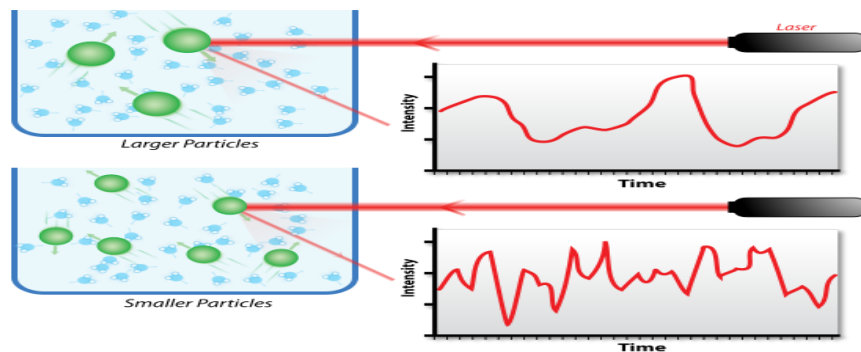 Laser
Intensity
Time
Larger Particles
Intensity
Time
Smaller Particles